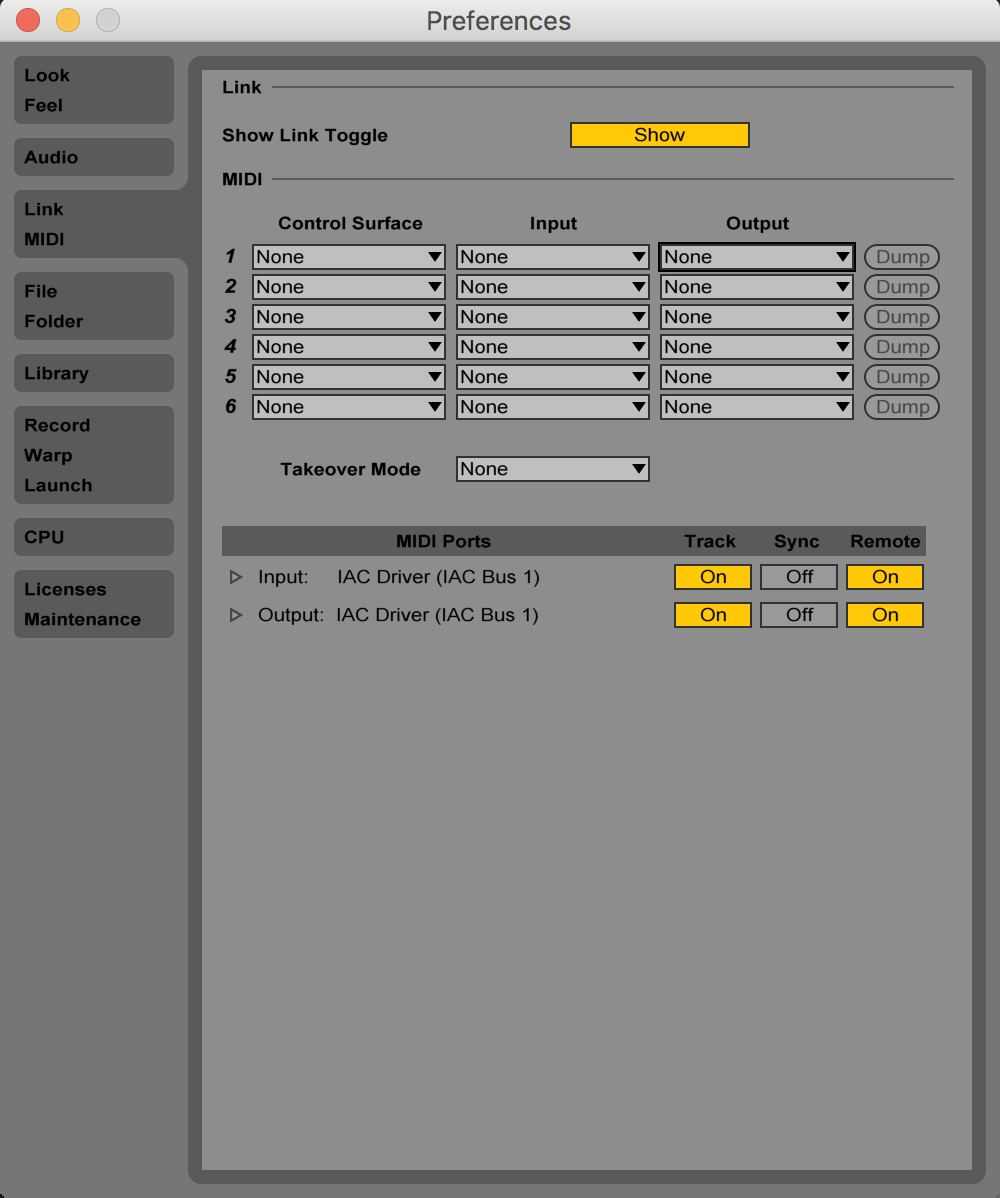 Preferences
Look
Feel
Audio
Link
MIDI
File
Folder
Library
Record
Warp
Launch
CPU
Licenses
Maintenance
Link
Show Link Toggle Show
MIDI
Control Surface Input Output
1 None None None Dump
2 None None None Dump
3 None None None Dump
4 None None None Dump
5 None None None Dump
6 None None None Dump
Takeover Mode None
MIDI Ports Track Sync Remote
Input: IAC Driver (IAC Bus 1) On Off On
Output: IAC Driver (IAC Bus 1) On Off On